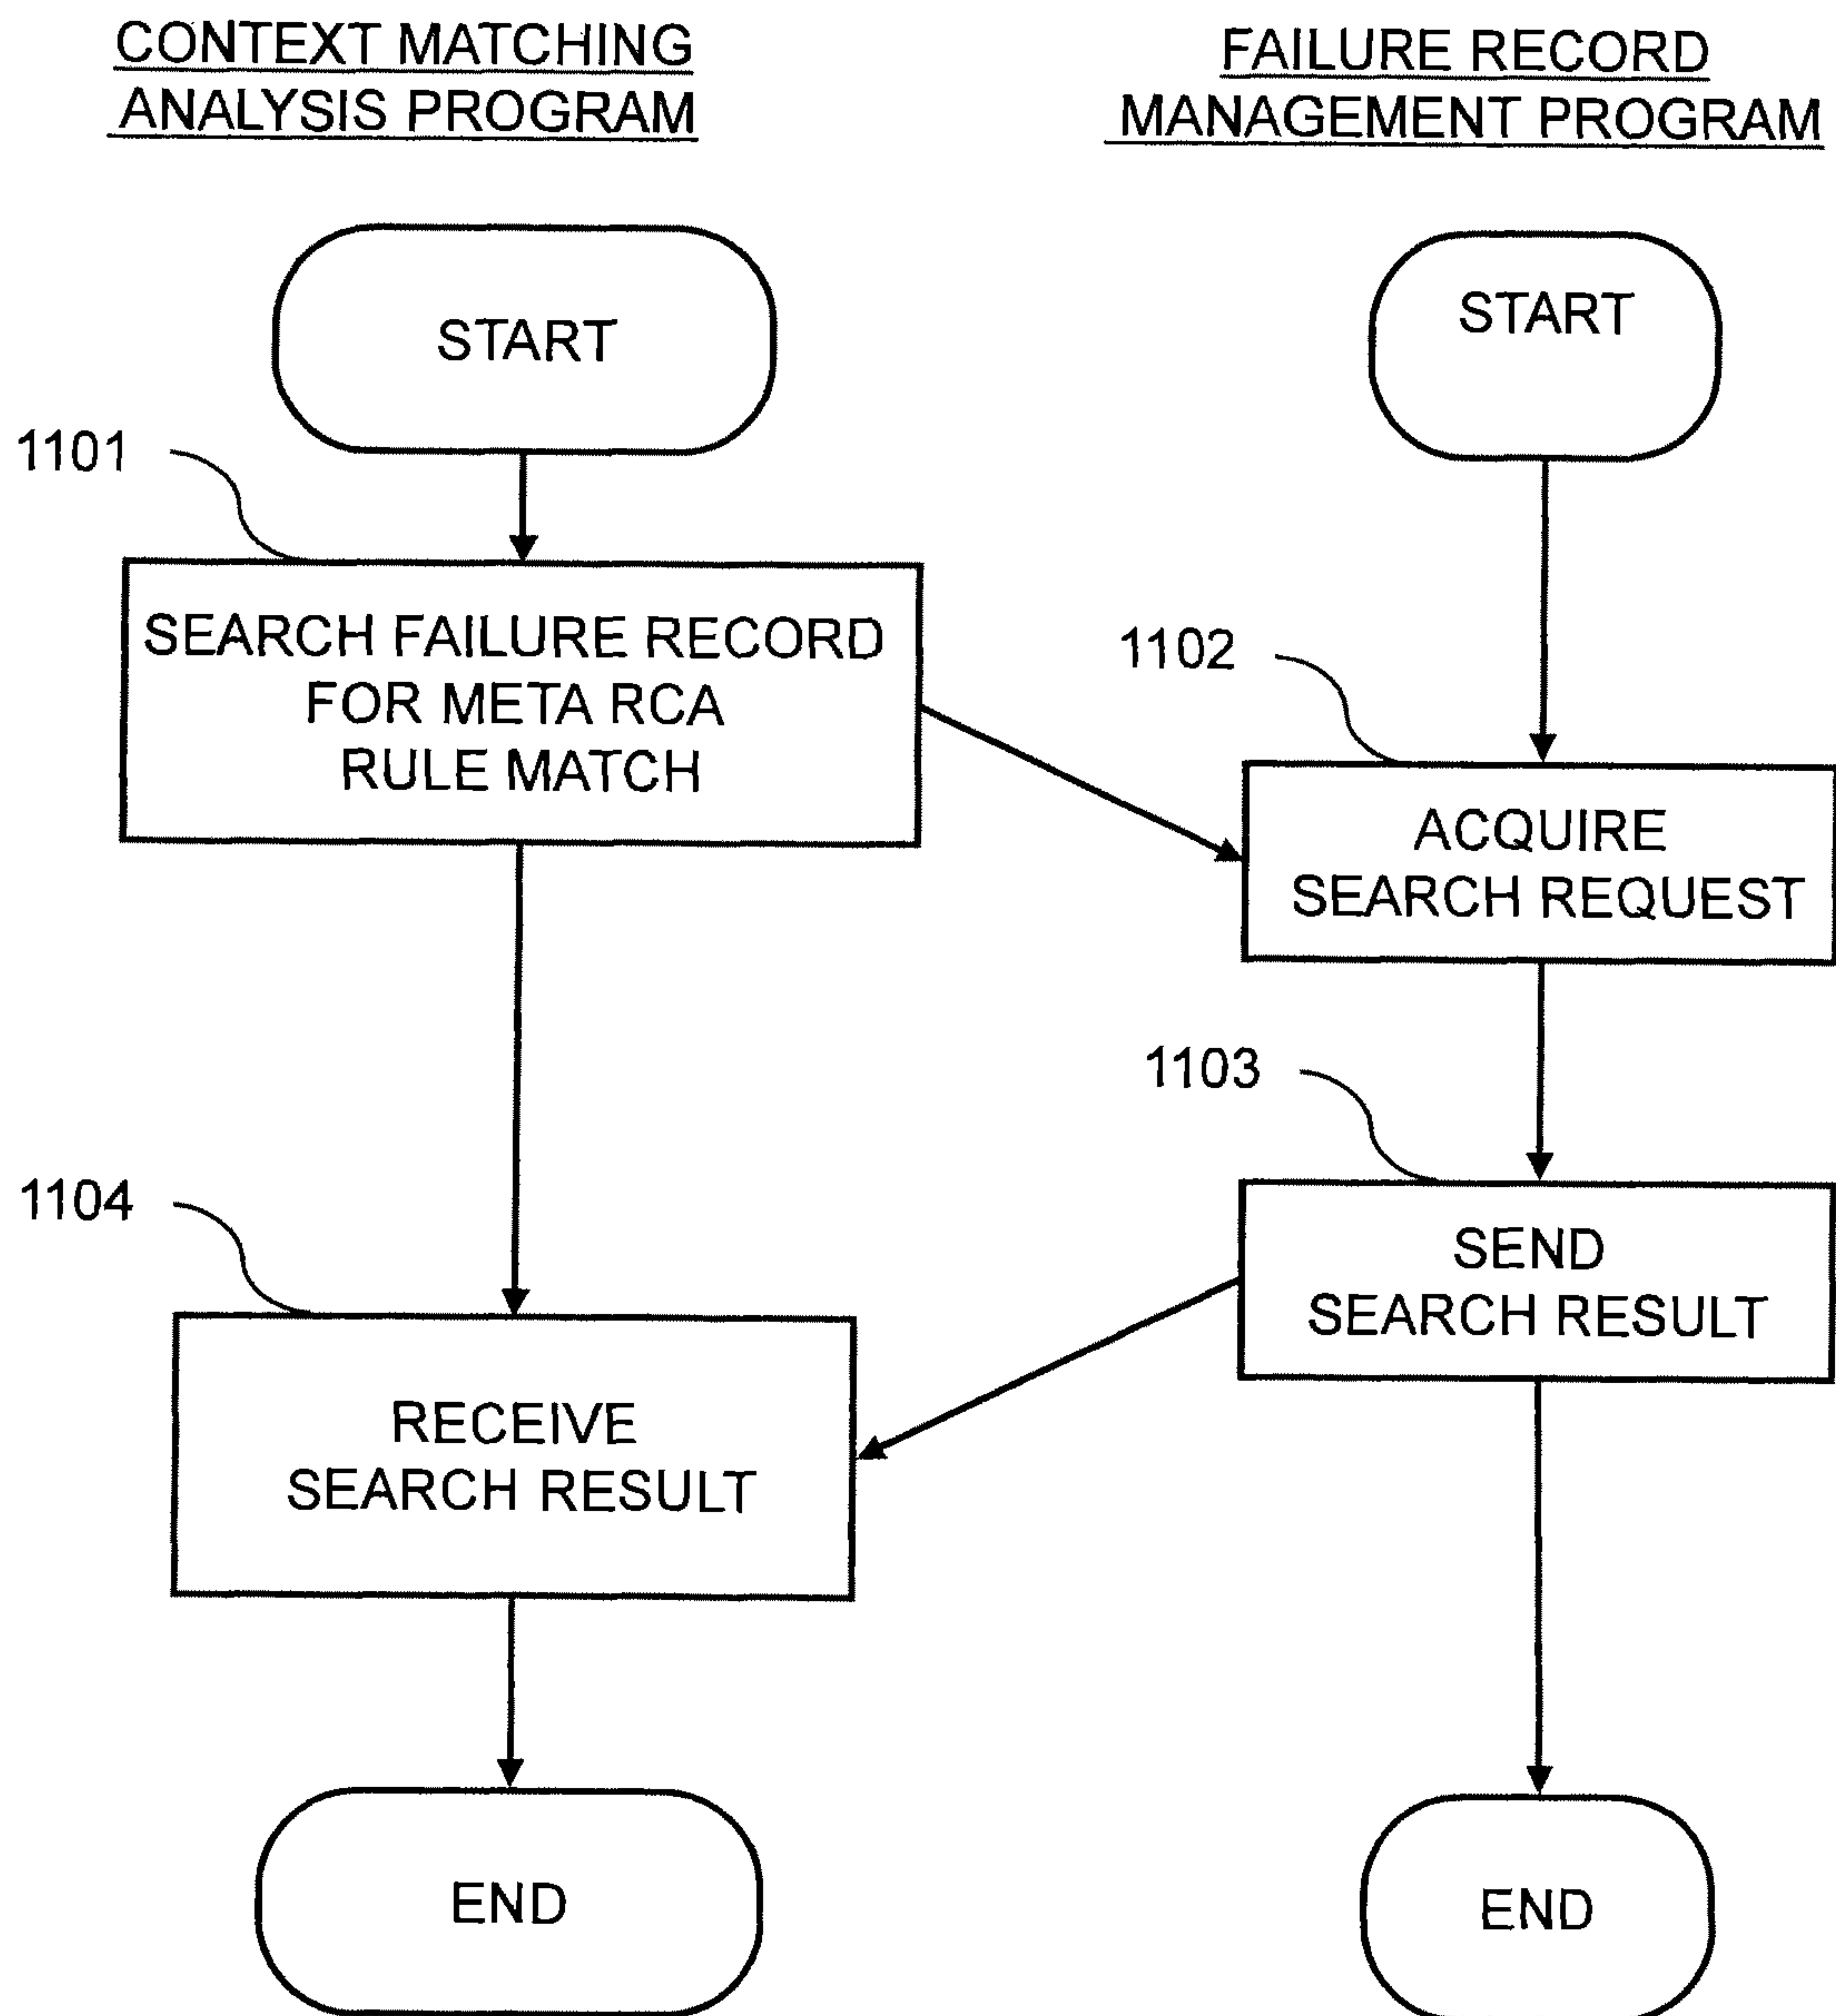 CONTEXT MATCHING
ANALYSIS PROGRAM
FAILURE RECORD
MANAGEMENT PROGRAM
START
START
1101
SEARCH FAILURE RECORD
FOR META RCA
RULE MATCH
1102
ACQUIRE
SEARCH REQUEST
1103
SEND
SEARCH RESULT
1104
RECEIVE
SEARCH RESULT
END
END